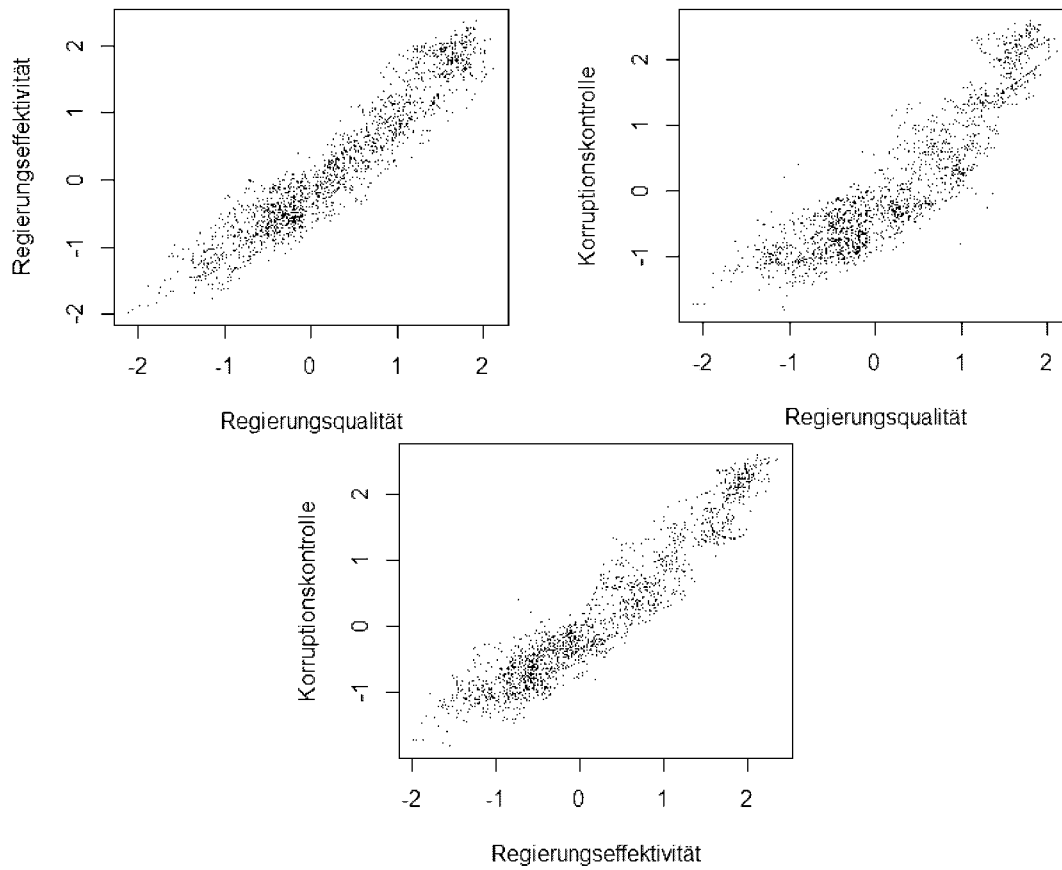 Regierungseffektivität
2
1
0
-1
-2
-2 -1 0 1 2
Regierungsqualität
Korruptionskontrolle
2
1
0
-1
-2 -1 0 1 2
Regierungsqualität
Korruptionskontrolle
2
1
0
-1
-2 -1 0 1 2
Regierungseffektivität